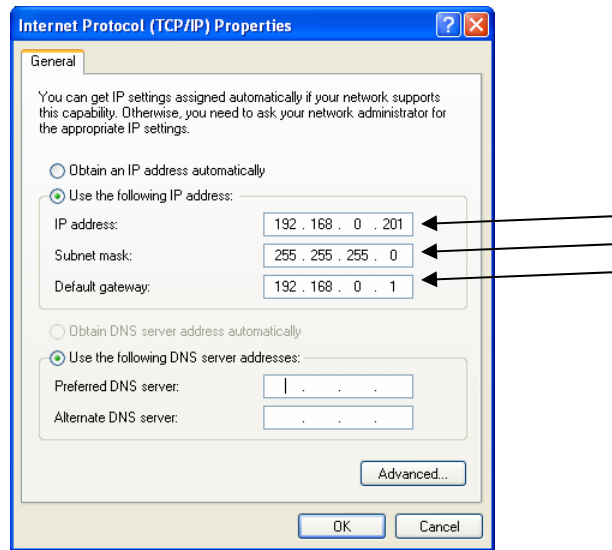 Internet Protocol (TCP/IP) Properties
General
You can get IP settings assigned automatically if your network supports
this capability. Otherwise, you need to ask your network administrator for
the appropriate IP settings.
Obtain an IP address automatically
Use the following IP address:
IP address: 192 . 168 . 0 . 201
Subnet mask: 255 . 255 . 255 . 0
Default gateway: 192 . 168 . 0 . 1
Obtain DNS server address automatically
Use the following DNS server addresses:
Preferred DNS server: . . .
Alternate DNS server: . . .
Advanced...
OK Cancel